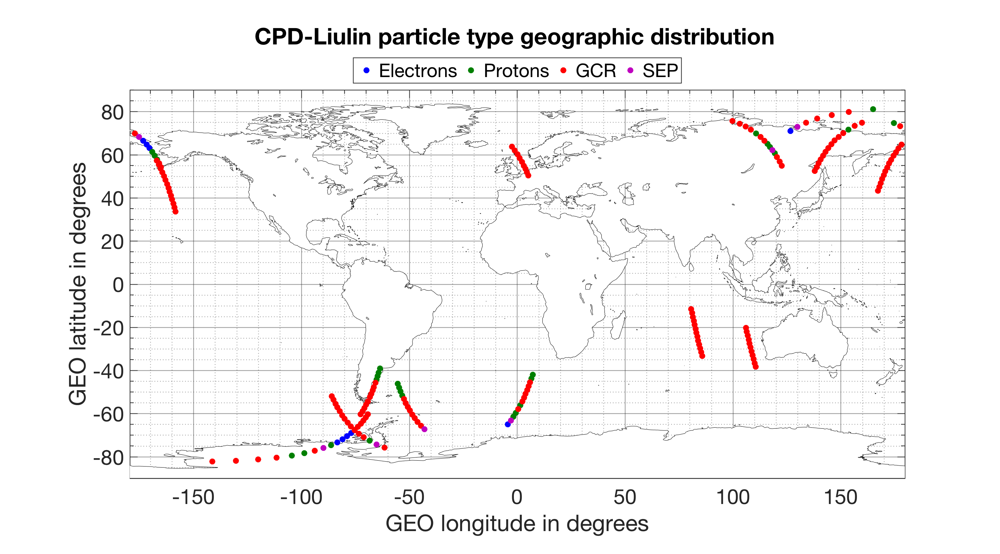 CPD-Liulin particle type geographic distribution
Electrons Protons GCR SEP
80
60
40
20
0
-20
-40
-60
-80
GEO latitude in degrees
-150 -100 -50 0 50 100 150
GEO longitude in degrees